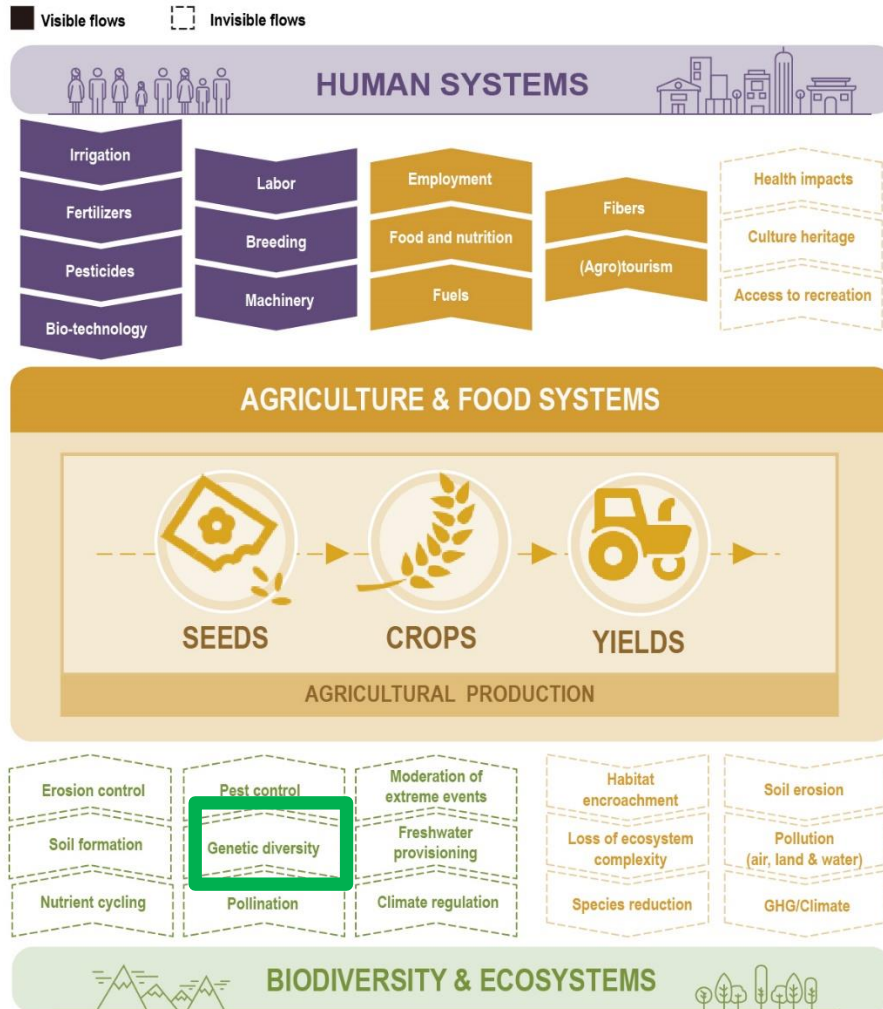 Visible flows
Invisible flows
HUMAN SYSTEMS
Irrigation
Fertilizers
Pesticides
Bio-technology
Labor
Breeding
Machinery
Employment
Food and nutrition
Fuels
Fibers
(Agro)tourism
Health impacts
Culture heritage
Access to recreation
AGRICULTURE & FOOD SYSTEMS
SEEDS
CROPS
YIELDS
AGRICULTURAL PRODUCTION
Erosion control
Soil formation
Nutrient cycling
Pest control
Genetic diversity
Pollination
Moderation of
extreme events
Freshwater
provisioning
Climate regulation
Habitat
encroachment
Loss of ecosystem
complexity
Species reduction
Soil erosion
Pollution
(air, land & water)
GHG/Climate
BIODIVERSITY & ECOSYSTEMS